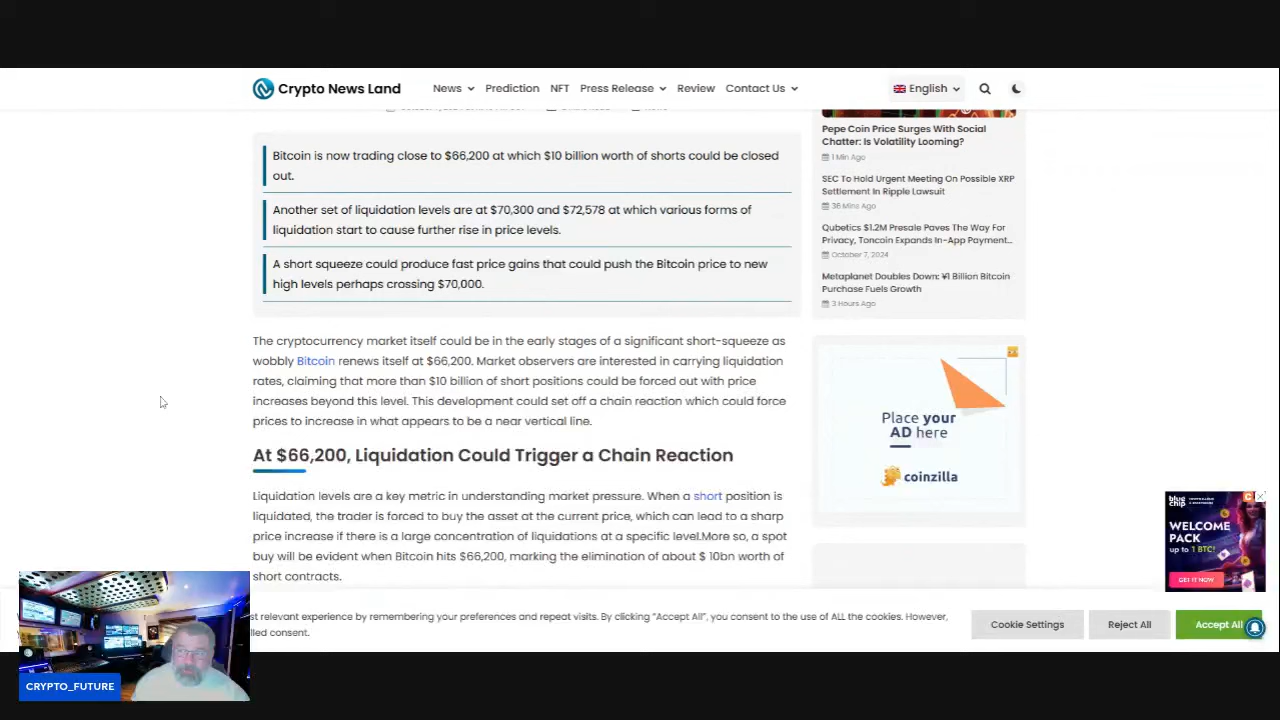 Crypto News Land
News
Prediction
NFT
Press Release
Review
Contact Us
English
Bitcoin is now trading close to $66,200 at which $10 billion worth of shorts could be closed
out.
Another set of liquidation levels are at $70,300 and $72,578 at which various forms of
liquidation start to cause further rise in price levels.
A short squeeze could produce fast price gains that could push the Bitcoin price to new
high levels perhaps crossing $70,000.
The cryptocurrency market itself could be in the early stages of a significant short-squeeze as
wobbly Bitcoin renews itself at $66,200. Market observers are interested in carrying liquidation
rates, claiming that more than $10 billion of short positions could be forced out with price
increases beyond this level. This development could set off a chain reaction which could force
prices to increase in what appears to be a near vertical line.
At $66,200, Liquidation Could Trigger a Chain Reaction
Liquidation levels are a key metric in understanding market pressure. When a short position is
liquidated, the trader is forced to buy the asset at the current price, which can lead to a sharp
price increase if there is a large concentration of liquidations at a specific level.More so, a spot
buy will be evident when Bitcoin hits $66,200, marking the elimination of about $ 10bn worth of
short contracts.
Pepe Coin Price Surges With Social
Chatter: Is Volatility Looming?
1 Min Ago
SEC To Hold Urgent Meeting On Possible XRP
Settlement In Ripple Lawsuit
36 Mins Ago
Qubetics $1.2M Presale Paves The Way For
Privacy, Toncoin Expands In-App Payment...
October 7, 2024
Metaplanet Doubles Down: ¥1 Billion Bitcoin
Purchase Fuels Growth
3 Hours Ago
Place your
AD here
coinzilla
blue
chip
WELCOME
PACK
up to 1 BTC!
GET IT NOW
st relevant experience by remembering your preferences and repeat visits. By clicking “Accept All”, you consent to the use of ALL the cookies. However,
lled consent.
Cookie Settings
Reject All
Accept All
CRYPTO_FUTURE